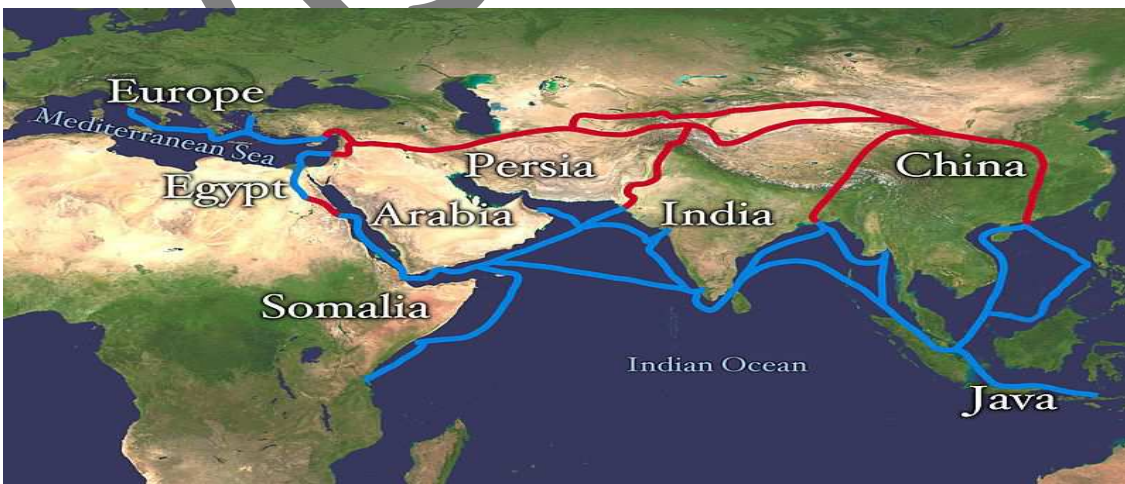 Europe
Mediterranean Sea
Egypt
Persia
China
Arabia
India
Somalia
Indian Ocean
Java